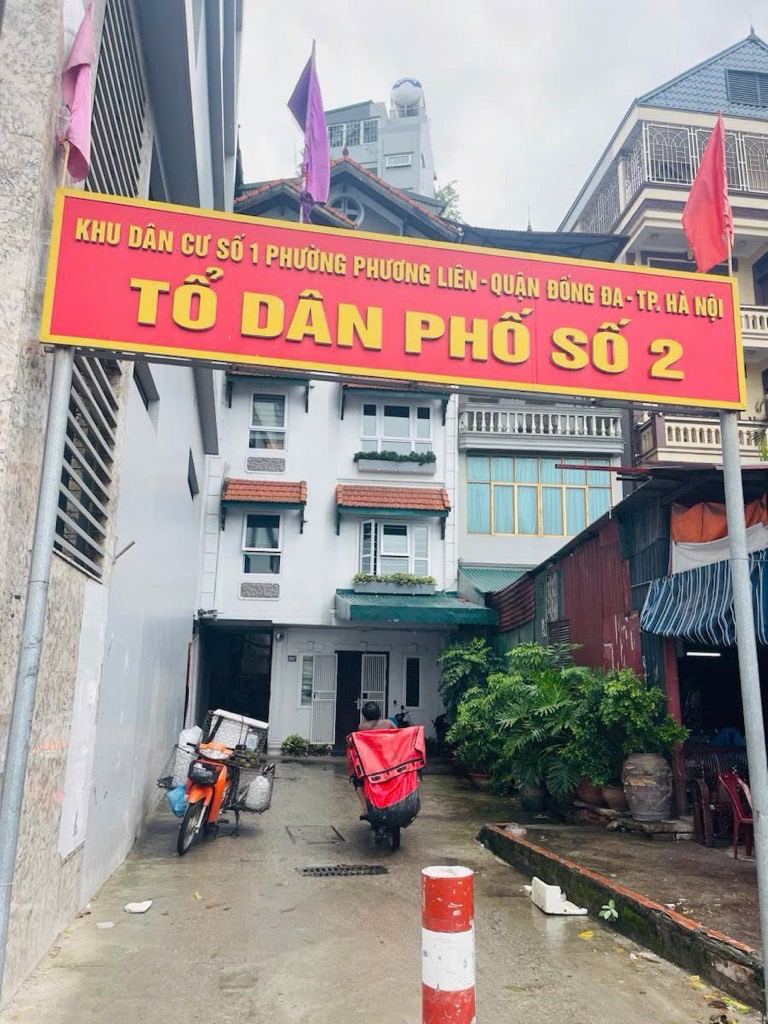 KHU DÂN CƯ SỐ 1 PHƯỜNG PHƯƠNG LIÊN - QUẬN ĐỐNG ĐA - TP. HÀ NỘI
TỔ DÂN PHỐ SỐ 2